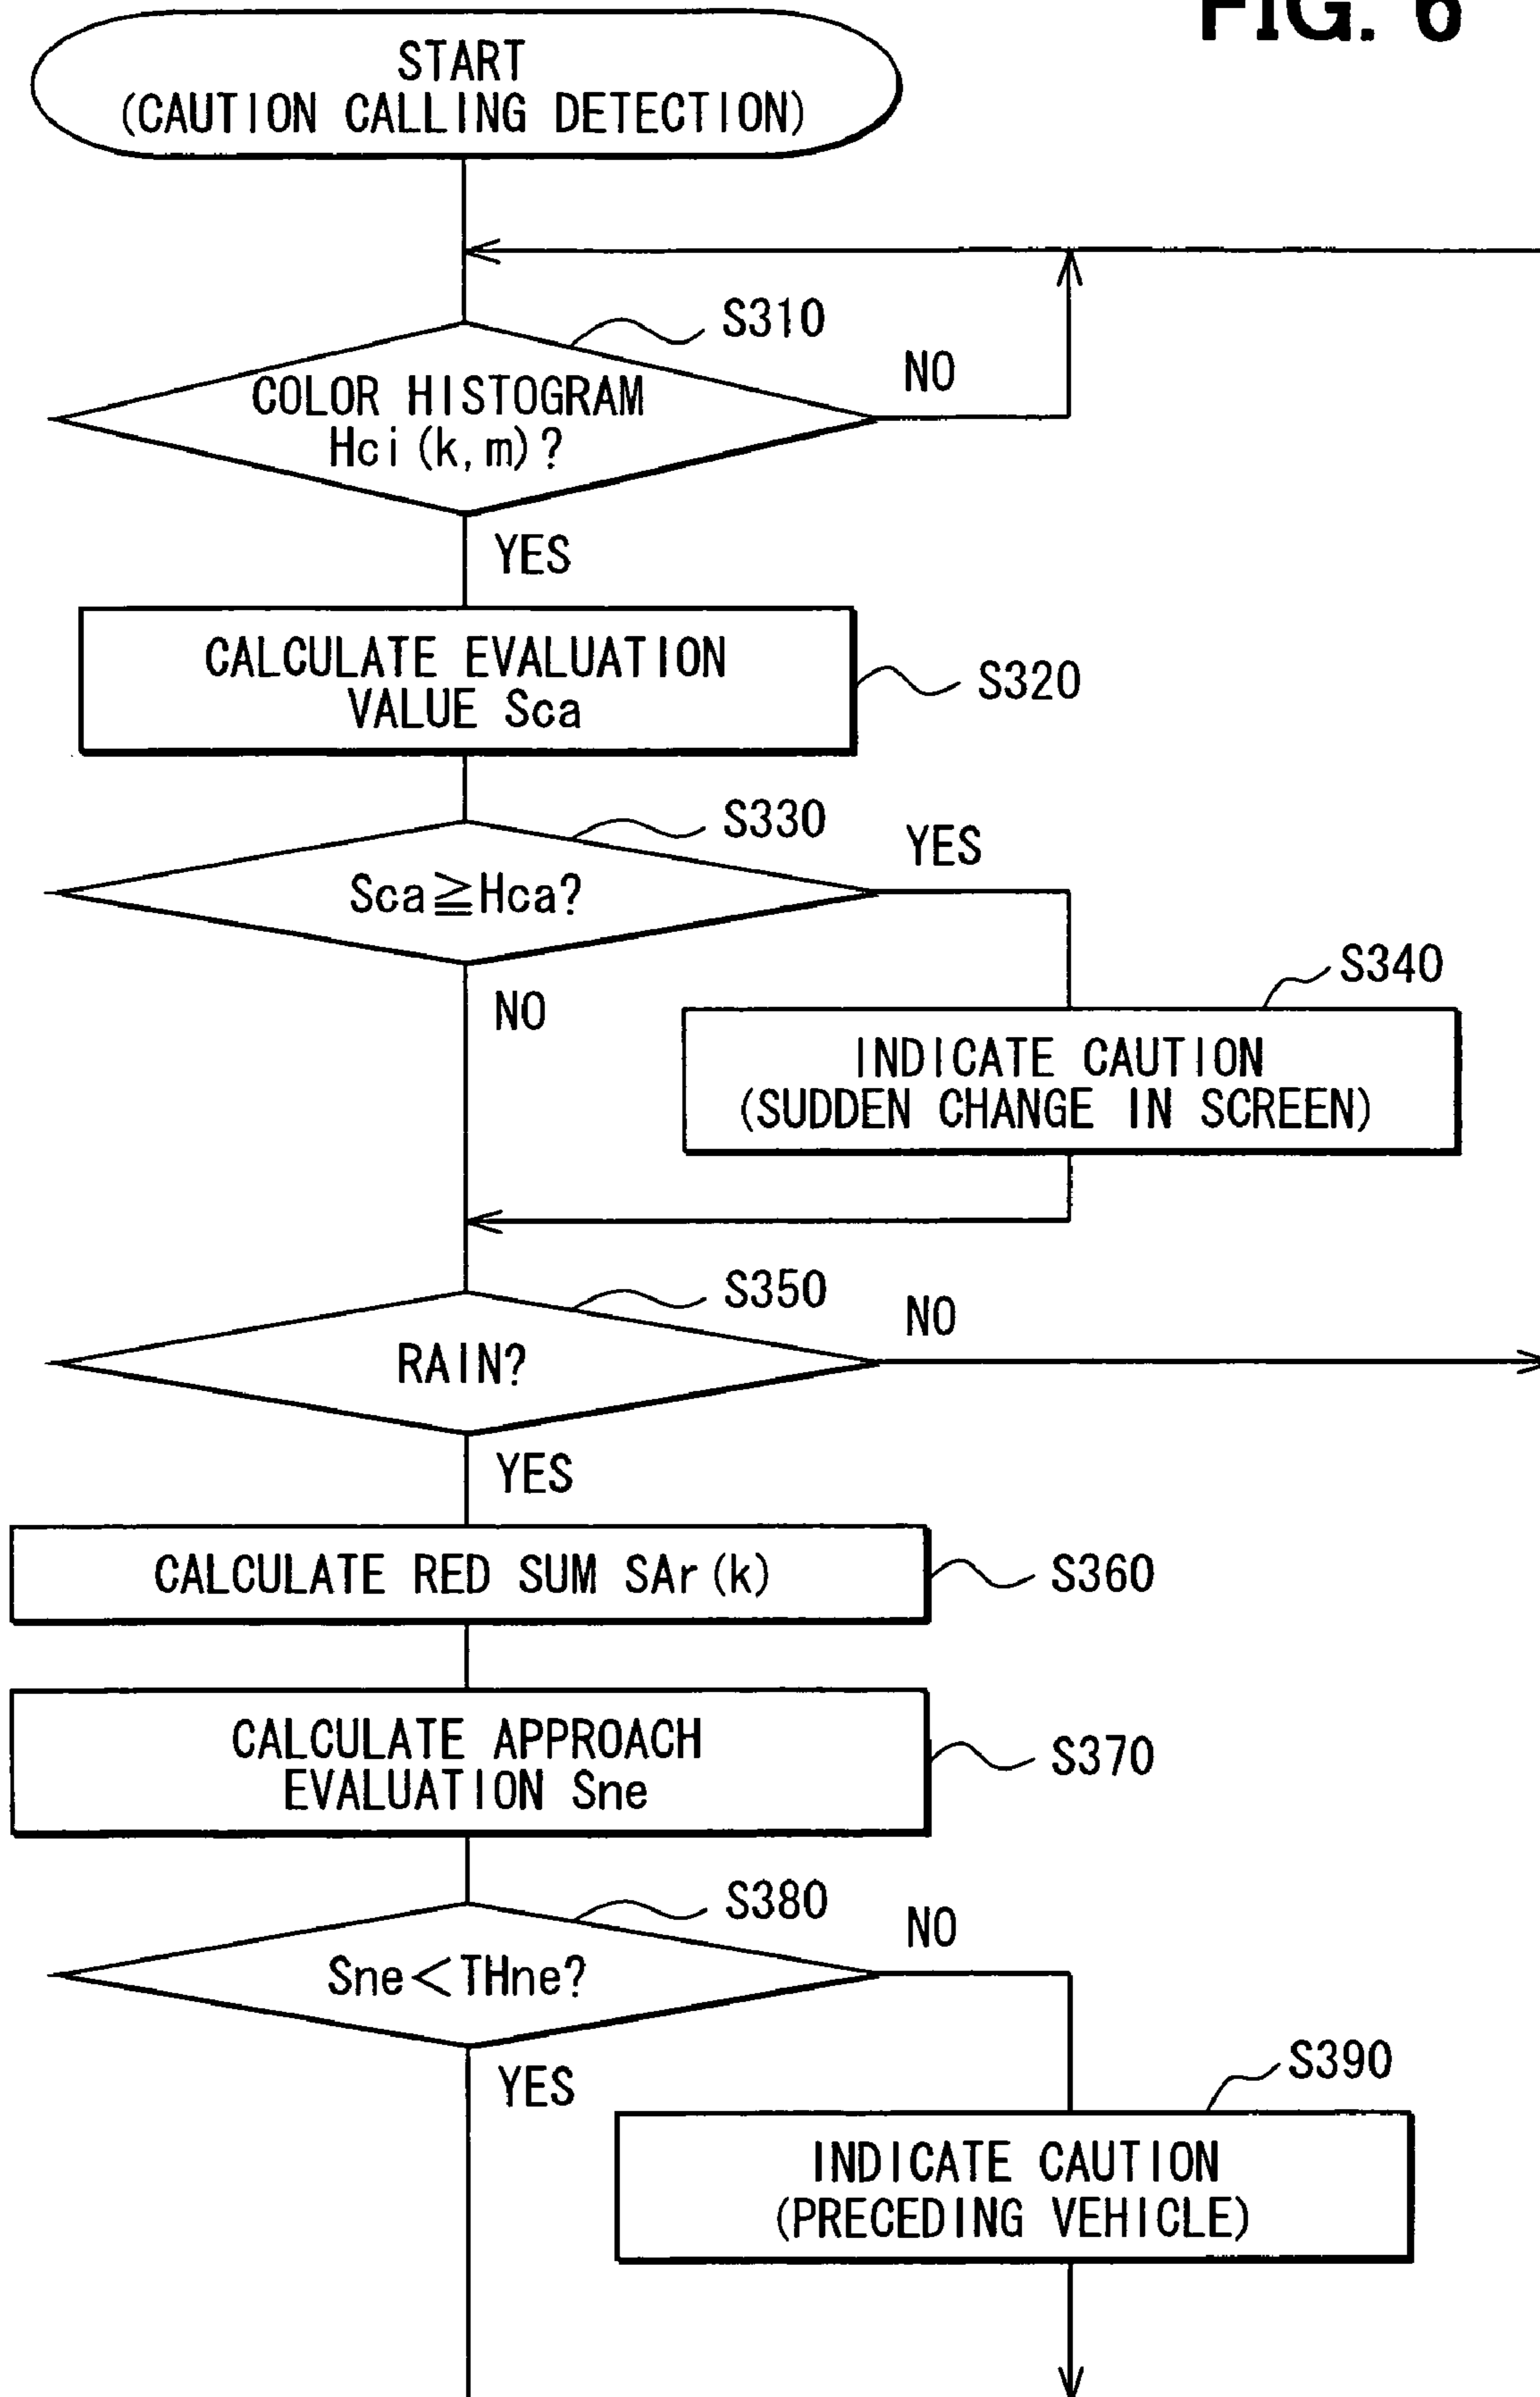 FIG. 6
START
(CAUTION CALLING DETECTION)
S310
NO
COLOR HISTOGRAM
Hci(k,m)?
YES
CALCULATE EVALUATION
VALUE Sca
S320
S330
YES
Sca≧Hca?
NO
S340
INDICATE CAUTION
(SUDDEN CHANGE IN SCREEN)
S350
NO
RAIN?
YES
CALCULATE RED SUM SAr(k)
S360
CALCULATE APPROACH
EVALUATION Sne
S370
S380
NO
Sne<THne?
YES
S390
INDICATE CAUTION
(PRECEDING VEHICLE)